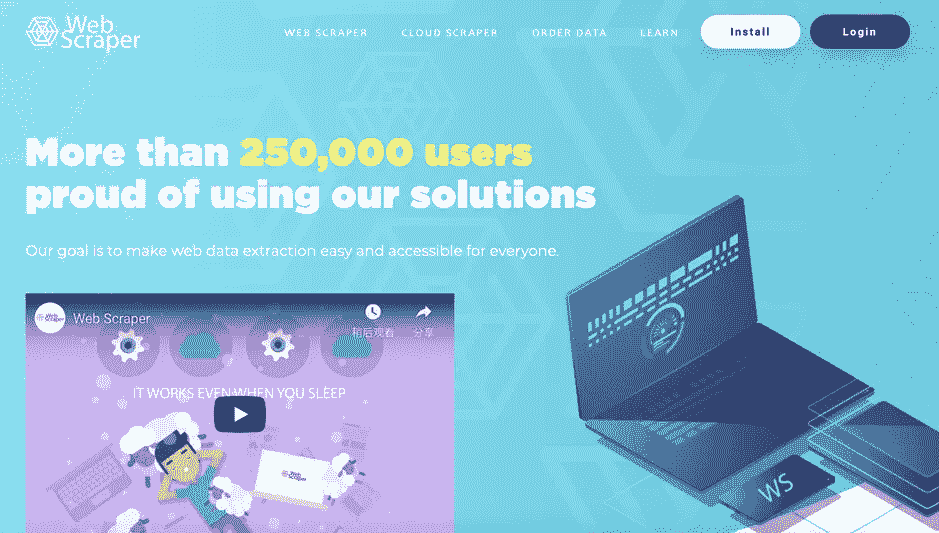 Web
Scraper
WEB SCRAPER
CLOUD SCRAPER
ORDER DATA
LEARN
Install
Login
More than 250,000 users
proud of using our solutions
Our goal is to make web data extraction easy and accessible for everyone.
Web Scraper
稍后观看
分享
IT WORKS EVEN WHEN YOU SLEEP
WS